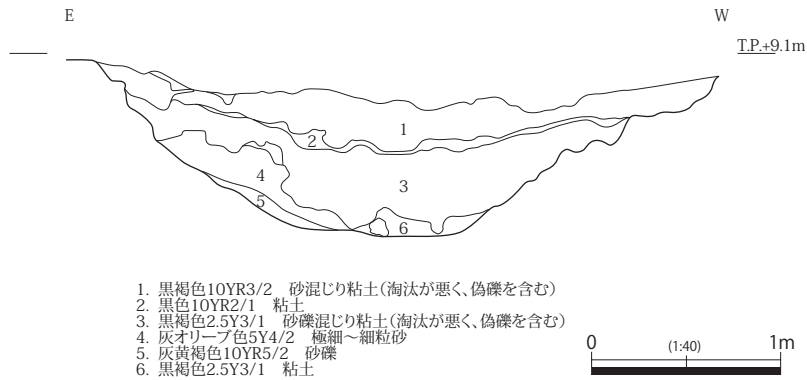 E W
T.P.+9.1m
1
2
3
4
5
6
1. 黒褐色10YR3/2 砂混じり粘土(淘汰が悪く、偽礫を含む)
2. 黒色10YR2/1 粘土
3. 黒褐色2.5Y3/1 砂礫混じり粘土(淘汰が悪く、偽礫を含む)
4. 灰オリーブ色5Y4/2 極細～細粒砂
5. 灰黄褐色10YR5/2 砂礫
6. 黒褐色2.5Y3/1 粘土
0 (1:40) 1m